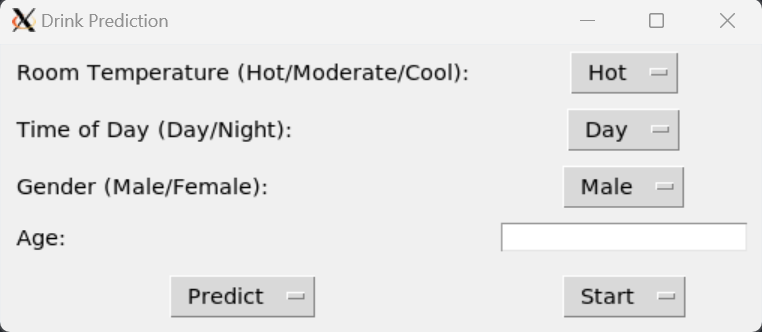 Drink Prediction
Room Temperature (Hot/Moderate/Cool): Hot
Time of Day (Day/Night): Day
Gender (Male/Female): Male
Age:
Predict Start